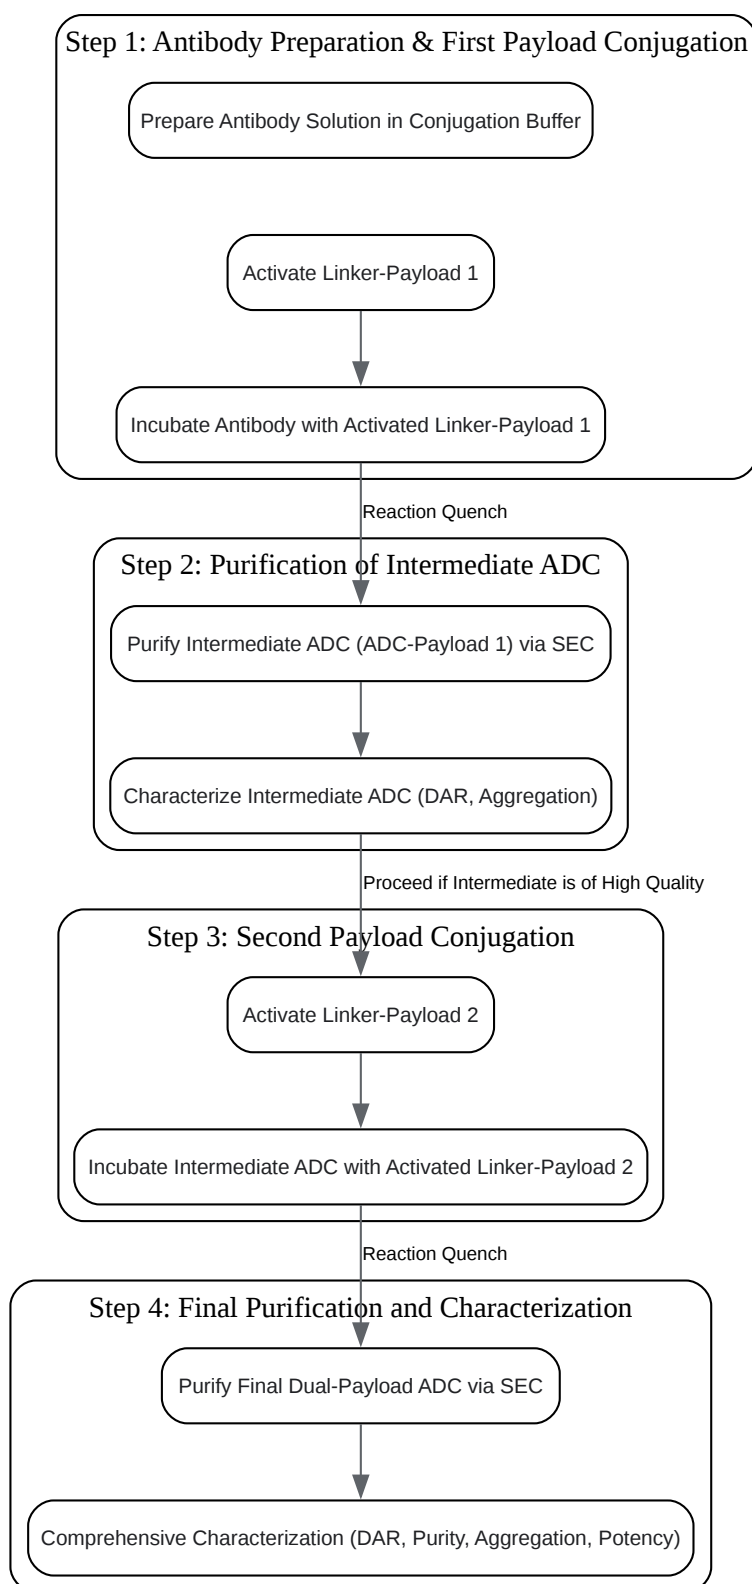 Step 1: Antibody Preparation & First Payload Conjugation
Prepare Antibody Solution in Conjugation Buffer
Activate Linker-Payload 1
Incubate Antibody with Activated Linker-Payload 1
Reaction Quench
Step 2: Purification of Intermediate ADC
Purify Intermediate ADC (ADC-Payload 1) via SEC
Characterize Intermediate ADC (DAR, Aggregation)
Proceed if Intermediate is of High Quality
Step 3: Second Payload Conjugation
Activate Linker-Payload 2
Incubate Intermediate ADC with Activated Linker-Payload 2
Reaction Quench
Step 4: Final Purification and Characterization
Purify Final Dual-Payload ADC via SEC
Comprehensive Characterization (DAR, Purity, Aggregation, Potency)